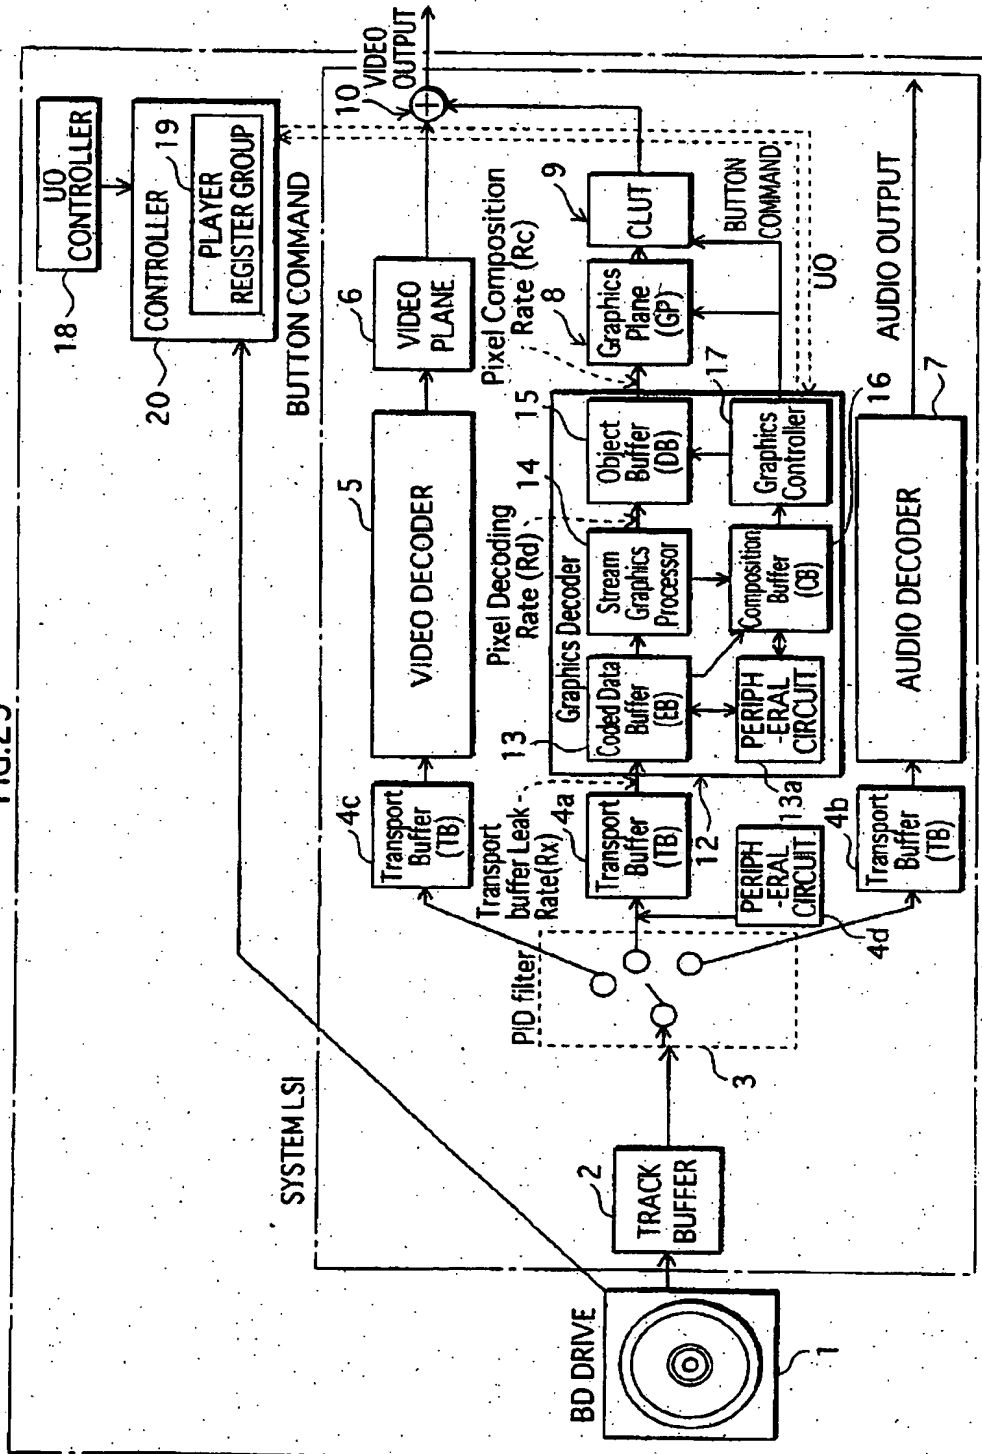 FIG.25
UO
CONTROLLER
18
CONTROLLER
19
PLAYER
REGISTER GROUP
20
BUTTON COMMAND
SYSTEM LSI
BD DRIVE
1
2
TRACK
BUFFER
3
PID filter
4c
Transport
Buffer
(TB)
5
VIDEO DECODER
6
VIDEO
PLANE
10
VIDEO
OUTPUT
Transport
buffer Leak
Rate(Rx)
4a
Transport
Buffer
(TB)
PERIPH
-ERAL
CIRCUIT
4d
12
Graphics Decoder
13
Coded Data
Buffer
(EB)
PERIPH
-ERAL
CIRCUIT
13a
Pixel Decoding
Rate (Rd)
14
Stream
Graphics
Processor
15
Object
Buffer
(DB)
Composition
Buffer
(CB)
16
17
Graphics
Controller
Pixel Composition
Rate (Rc)
8
Graphics
Plane
(GP)
9
CLUT
BUTTON
COMMAND
UO
4b
Transport
Buffer
(TB)
AUDIO DECODER
7
AUDIO OUTPUT